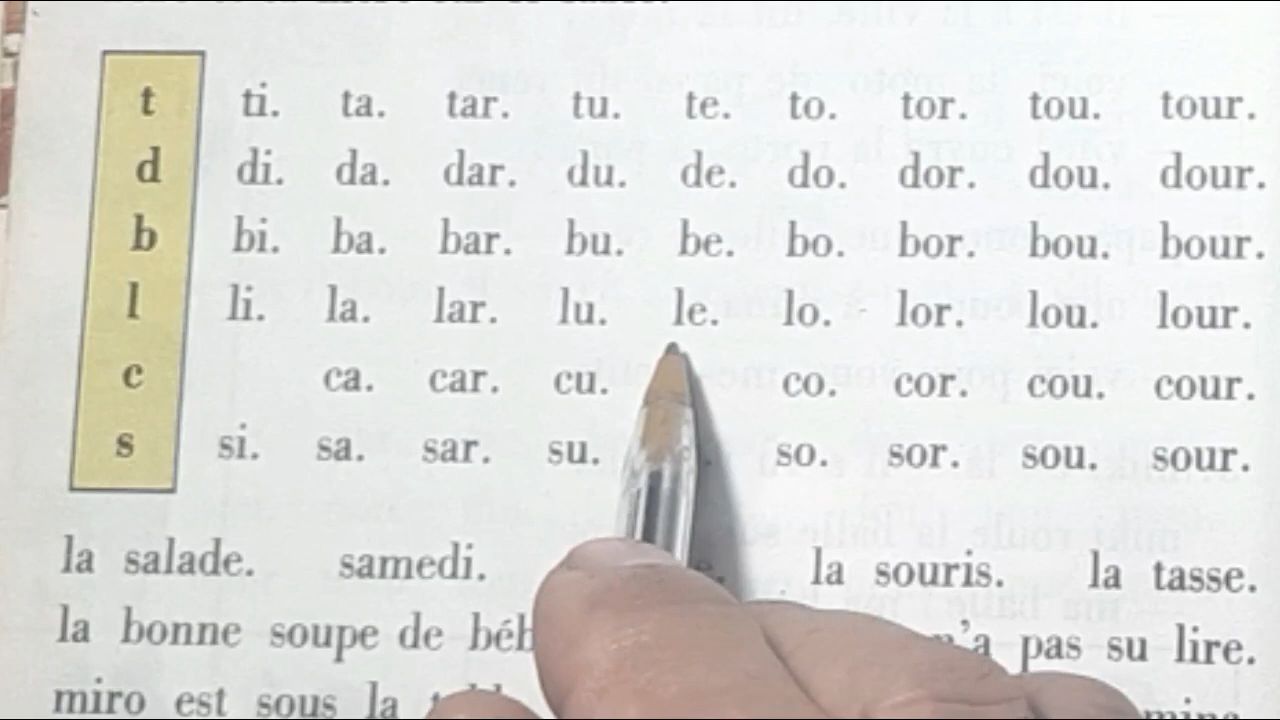 t ti. ta. tar. tu. te. to. tor. tou. tour.
d di. da. dar. du. de. do. dor. dou. dour.
b bi. ba. bar. bu. be. bo. bor. bou. bour.
l li. la. lar. lu. le. lo. lor. lou. lour.
c ca. car. cu. co. cor. cou. cour.
s si. sa. sar. su. so. sor. sou. sour.
la salade. samedi. la souris. la tasse.
la bonne soupe de n'a pas su lire.
miro est sous la